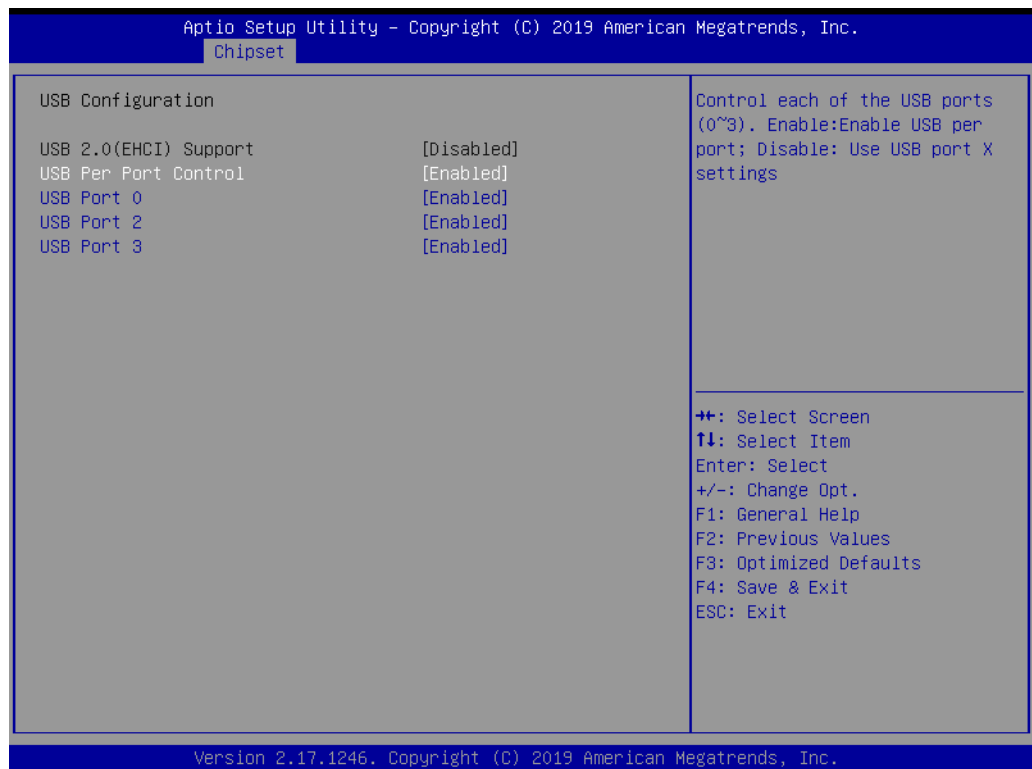 Aptio Setup Utility – Copyright (C) 2019 American Megatrends, Inc.
Chipset
USB Configuration
USB 2.0(EHCI) Support [Disabled]
USB Per Port Control [Enabled]
USB Port 0 [Enabled]
USB Port 2 [Enabled]
USB Port 3 [Enabled]
Control each of the USB ports
(0~3). Enable:Enable USB per
port; Disable: Use USB port X
settings
→←: Select Screen
↑↓: Select Item
Enter: Select
+/-: Change Opt.
F1: General Help
F2: Previous Values
F3: Optimized Defaults
F4: Save & Exit
ESC: Exit
Version 2.17.1246. Copyright (C) 2019 American Megatrends, Inc.